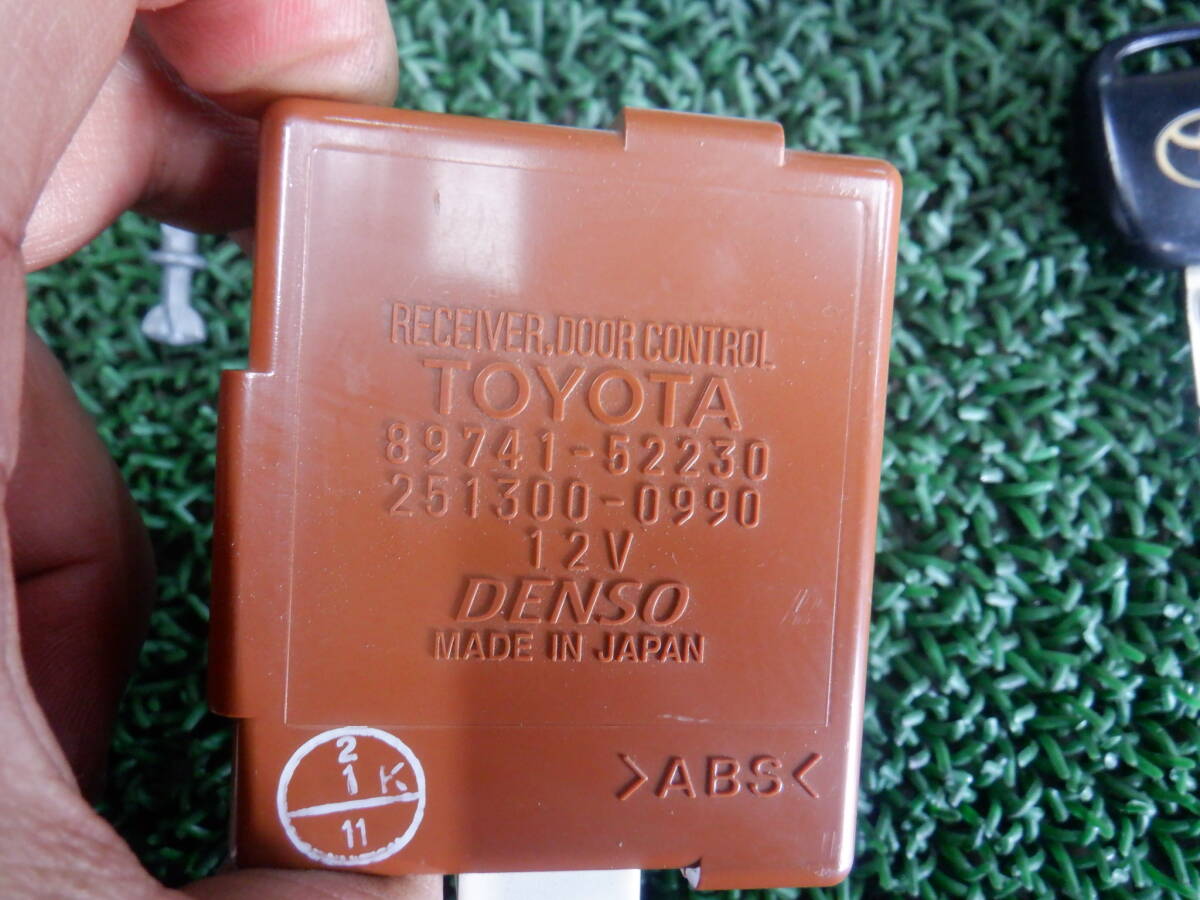 RECEIVER,DOOR CONTROL
TOYOTA
89741-52230
251300-0990
12V
DENSO
MADE IN JAPAN
>ABS<
2
1 K
11